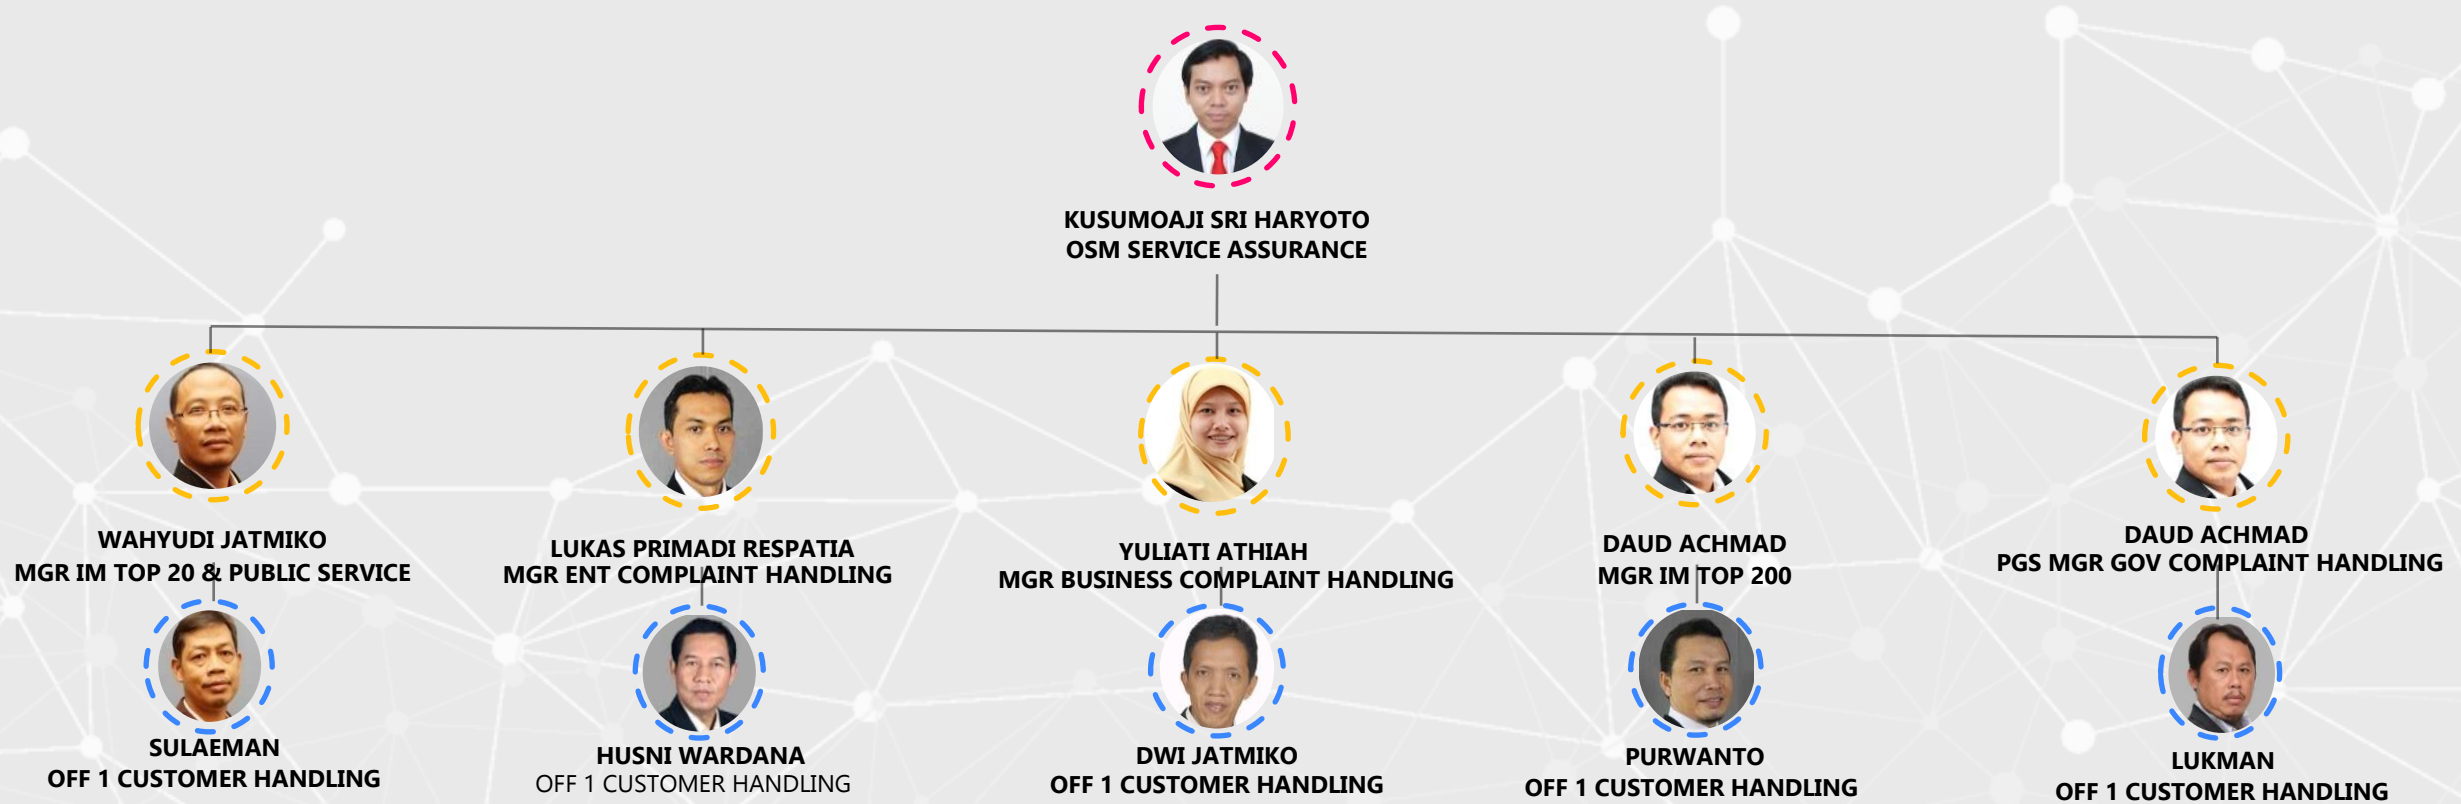 KUSUMOAJI SRI HARYOTO
OSM SERVICE ASSURANCE
WAHYUDI JATMIKO
MGR IM TOP 20 & PUBLIC SERVICE
LUKAS PRIMADI RESPATIA
MGR ENT COMPLAINT HANDLING
YULIATI ATHIAH
MGR BUSINESS COMPLAINT HANDLING
DAUD ACHMAD
MGR IM TOP 200
DAUD ACHMAD
PGS MGR GOV COMPLAINT HANDLING
SULAEMAN
OFF 1 CUSTOMER HANDLING
HUSNI WARDANA
OFF 1 CUSTOMER HANDLING
DWI JATMIKO
OFF 1 CUSTOMER HANDLING
PURWANTO
OFF 1 CUSTOMER HANDLING
LUKMAN
OFF 1 CUSTOMER HANDLING